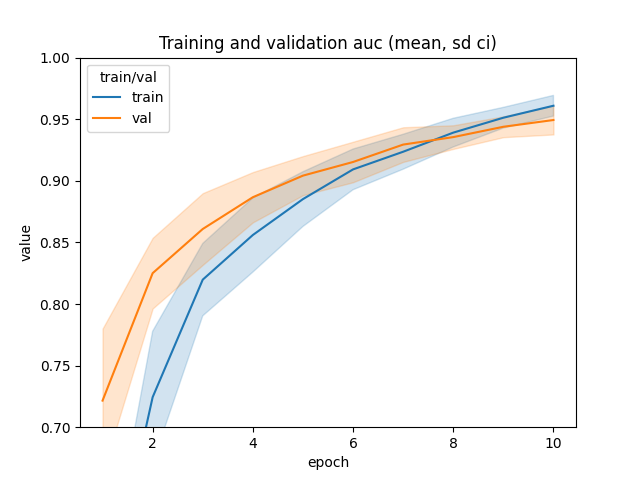 Training and validation auc (mean, sd ci)
train/val
train
val
value
1.00
0.95
0.90
0.85
0.80
0.75
0.70
2
4
6
8
10
epoch